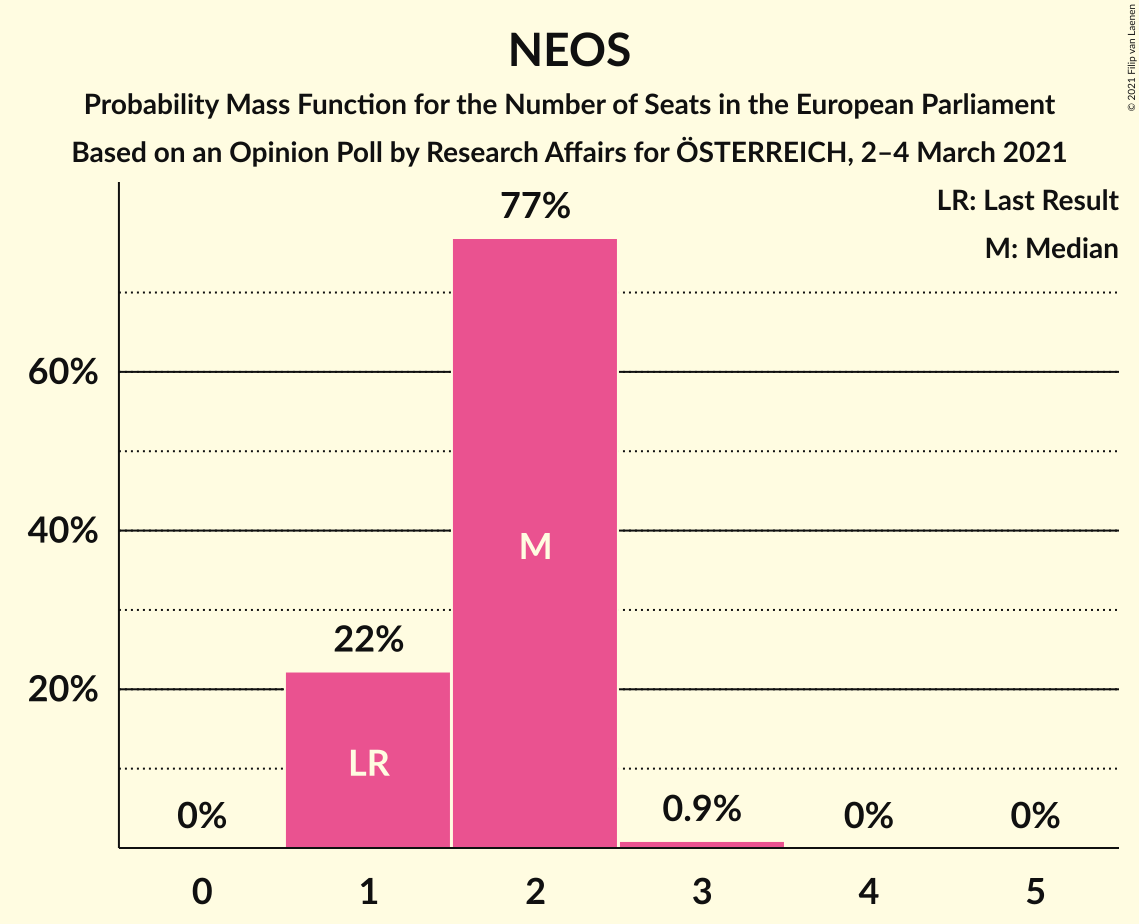 NEOS
Probability Mass Function for the Number of Seats in the European Parliament
Based on an Opinion Poll by Research Affairs for ÖSTERREICH, 2–4 March 2021
© 2021 Filip van Laenen
LR: Last Result
M: Median
77%
60%
M
40%
22%
20%
LR
0%
0.9%
0%
0%
0 1 2 3 4 5